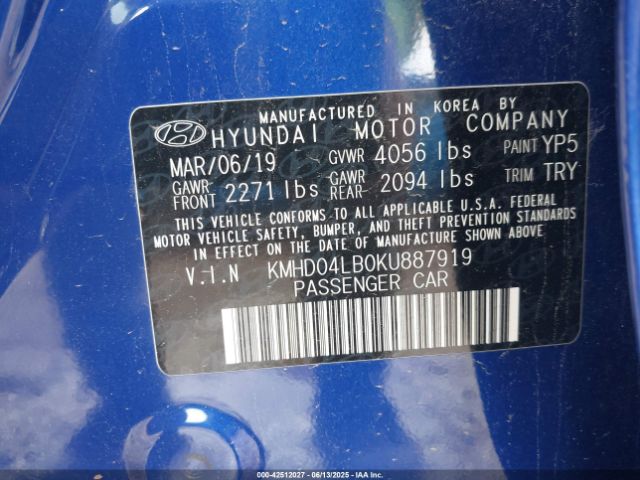 MANUFACTURED IN KOREA BY
HYUNDAI MOTOR COMPANY
MAR/06/19 GVWR 4056 lbs PAINT YP5
GAWR FRONT 2271 lbs GAWR REAR 2094 lbs TRIM TRY
THIS VEHICLE CONFORMS TO ALL APPLICABLE U.S.A. FEDERAL
MOTOR VEHICLE SAFETY, BUMPER, AND THEFT PREVENTION STANDARDS
IN EFFECT ON THE DATE OF MANUFACTURE SHOWN ABOVE.
V.I.N KMHD04LB0KU887919
PASSENGER CAR
000-42512027 - 06/13/2025 - COPART.COM